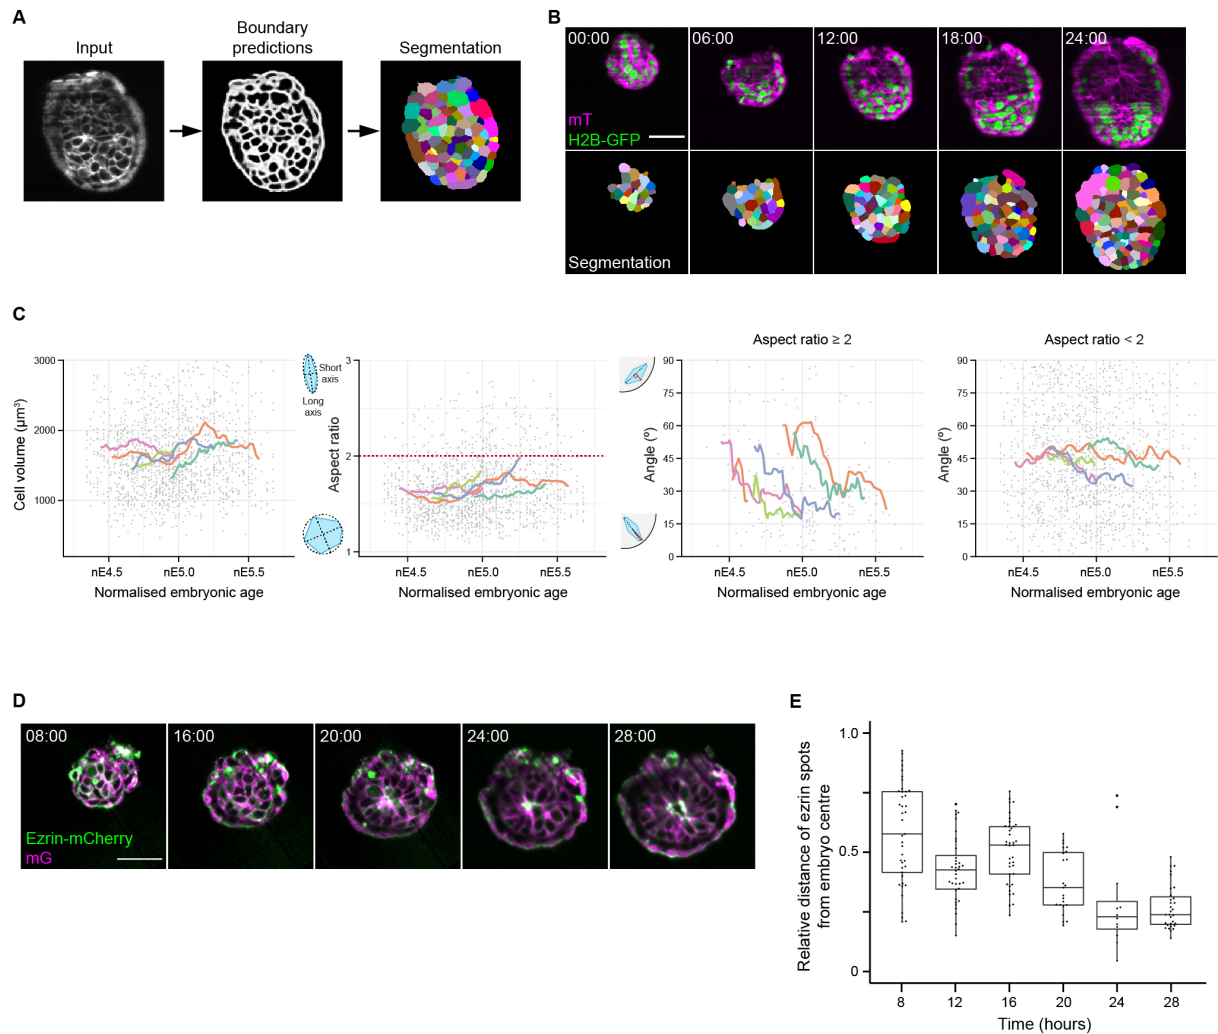 A
Input
Boundary
predictions
Segmentation
B
00:00
06:00
12:00
18:00
24:00
mT
H2B-GFP
Segmentation
C
Cell volume (µm³)
3000
2000
1000
nE4.5
nE5.0
nE5.5
Normalised embryonic age
Short
axis
Long
axis
Aspect ratio
3
2
1
nE4.5
nE5.0
nE5.5
Normalised embryonic age
Aspect ratio ≥ 2
Angle (º)
90
75
60
45
30
15
0
nE4.5
nE5.0
nE5.5
Normalised embryonic age
Aspect ratio < 2
Angle (º)
90
75
60
45
30
15
0
nE4.5
nE5.0
nE5.5
Normalised embryonic age
D
08:00
16:00
20:00
24:00
28:00
Ezrin-mCherry
mG
E
Relative distance of ezrin spots
from embryo centre
1.0
0.5
0
8
12
16
20
24
28
Time (hours)